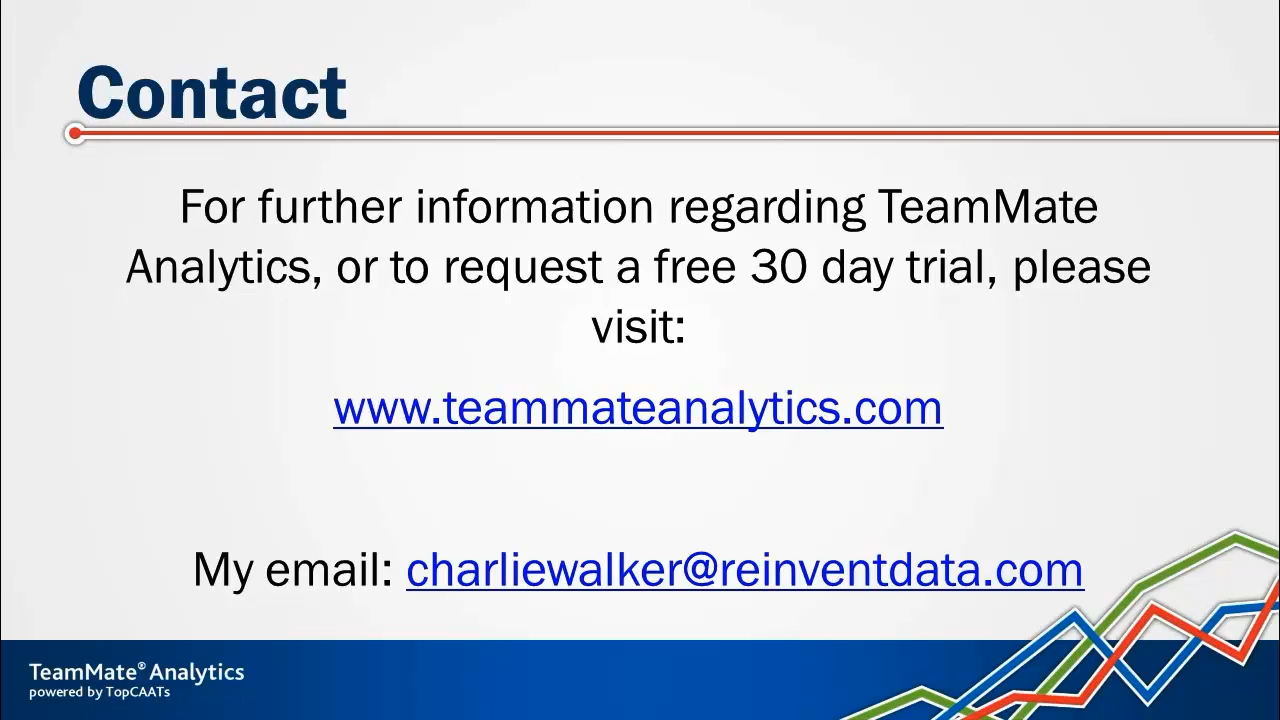 Contact
For further information regarding TeamMate
Analytics, or to request a free 30 day trial, please
visit:
www.teammateanalytics.com
My email: charliewalker@reinventdata.com
TeamMate® Analytics
powered by TopCAATs